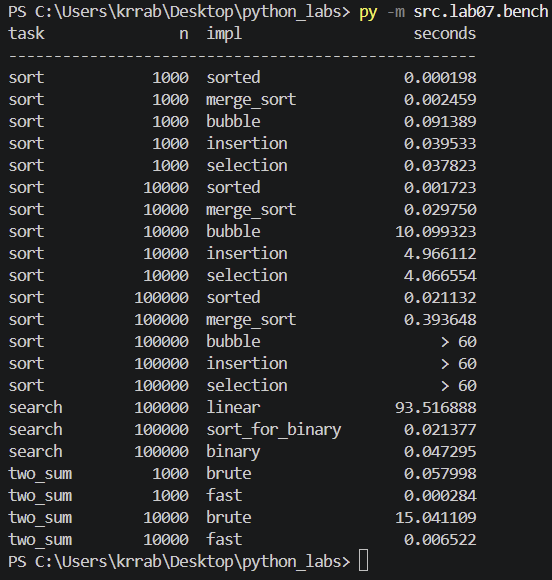 PS C:\Users\krrab\Desktop\python_labs> py -m src.lab07.bench
task               n  impl                   seconds
----------------------------------------------------
sort            1000  sorted                0.000198
sort            1000  merge_sort            0.002459
sort            1000  bubble                0.091389
sort            1000  insertion             0.039533
sort            1000  selection             0.037823
sort           10000  sorted                0.001723
sort           10000  merge_sort            0.029750
sort           10000  bubble               10.099323
sort           10000  insertion             4.966112
sort           10000  selection             4.066554
sort          100000  sorted                0.021132
sort          100000  merge_sort            0.393648
sort          100000  bubble                    > 60
sort          100000  insertion                 > 60
sort          100000  selection                 > 60
search        100000  linear               93.516888
search        100000  sort_for_binary       0.021377
search        100000  binary                0.047295
two_sum         1000  brute                 0.057998
two_sum         1000  fast                  0.000284
two_sum        10000  brute                15.041109
two_sum        10000  fast                  0.006522
PS C:\Users\krrab\Desktop\python_labs>